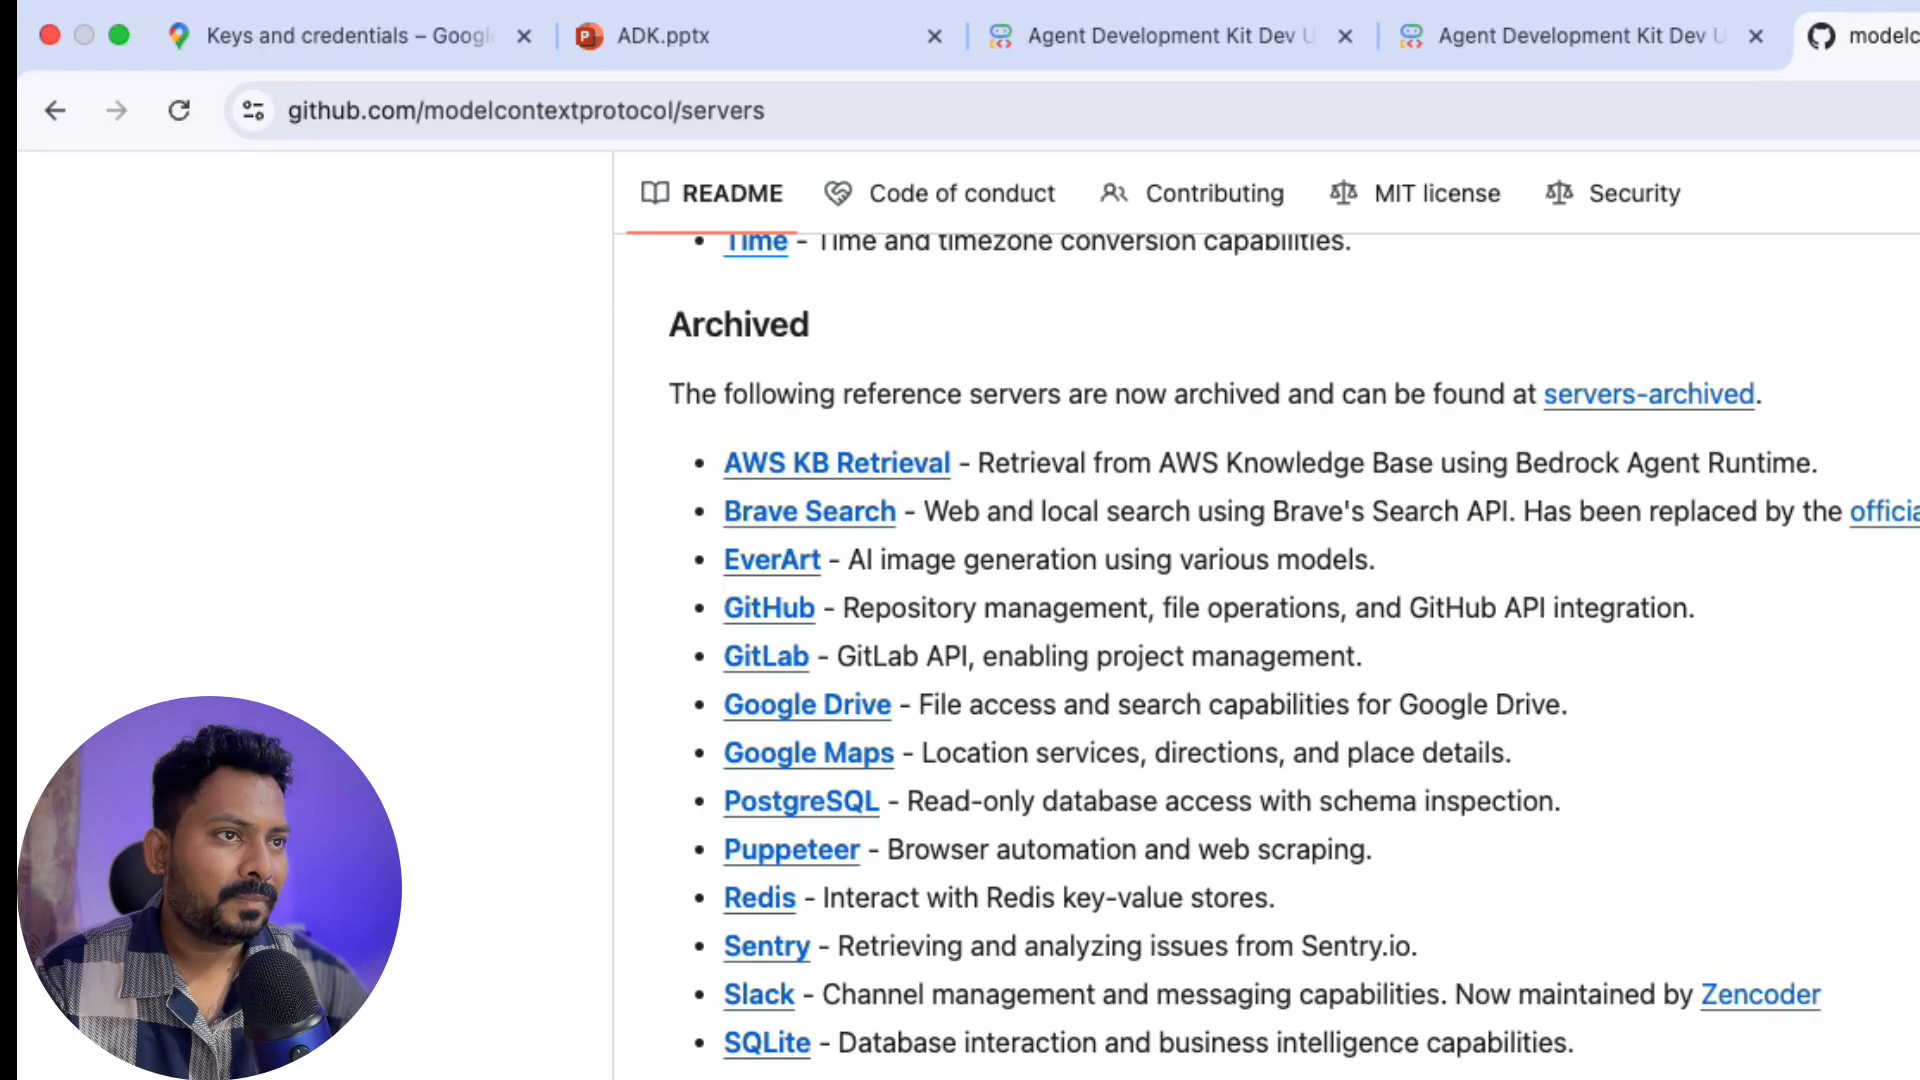 Keys and credentials – Googl
ADK.pptx
Agent Development Kit Dev U
Agent Development Kit Dev U
modelc
github.com/modelcontextprotocol/servers
README
Code of conduct
Contributing
MIT license
Security
• Time - Time and timezone conversion capabilities.
Archived
The following reference servers are now archived and can be found at servers-archived.
• AWS KB Retrieval - Retrieval from AWS Knowledge Base using Bedrock Agent Runtime.
• Brave Search - Web and local search using Brave's Search API. Has been replaced by the officia
• EverArt - AI image generation using various models.
• GitHub - Repository management, file operations, and GitHub API integration.
• GitLab - GitLab API, enabling project management.
• Google Drive - File access and search capabilities for Google Drive.
• Google Maps - Location services, directions, and place details.
• PostgreSQL - Read-only database access with schema inspection.
• Puppeteer - Browser automation and web scraping.
• Redis - Interact with Redis key-value stores.
• Sentry - Retrieving and analyzing issues from Sentry.io.
• Slack - Channel management and messaging capabilities. Now maintained by Zencoder
• SQLite - Database interaction and business intelligence capabilities.